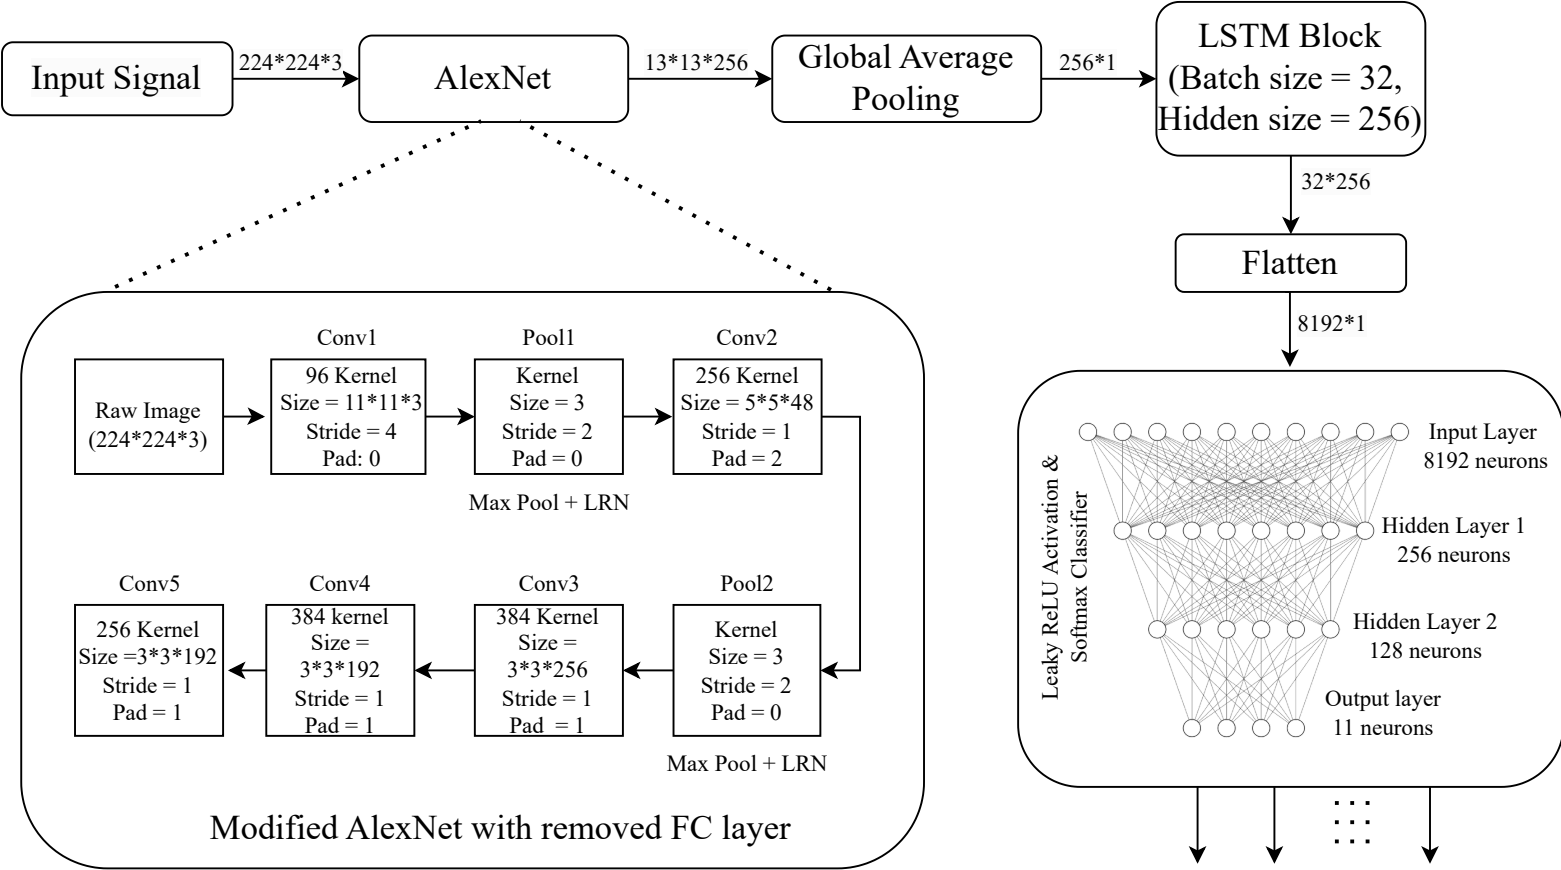 Input Signal
224*224*3
AlexNet
13*13*256
Global Average
Pooling
256*1
LSTM Block
(Batch size = 32,
Hidden size = 256)
32*256
Flatten
8192*1
Raw Image
(224*224*3)
Conv1
96 Kernel
Size = 11*11*3
Stride = 4
Pad: 0
Pool1
Kernel
Size = 3
Stride = 2
Pad = 0
Max Pool + LRN
Conv2
256 Kernel
Size = 5*5*48
Stride = 1
Pad = 2
Conv5
256 Kernel
Size =3*3*192
Stride = 1
Pad = 1
Conv4
384 kernel
Size =
3*3*192
Stride = 1
Pad = 1
Conv3
384 Kernel
Size =
3*3*256
Stride = 1
Pad  = 1
Pool2
Kernel
Size = 3
Stride = 2
Pad = 0
Max Pool + LRN
Modified AlexNet with removed FC layer
Leaky ReLU Activation &
Softmax Classifier
Input Layer
8192 neurons
Hidden Layer 1
256 neurons
Hidden Layer 2
128 neurons
Output layer
11 neurons